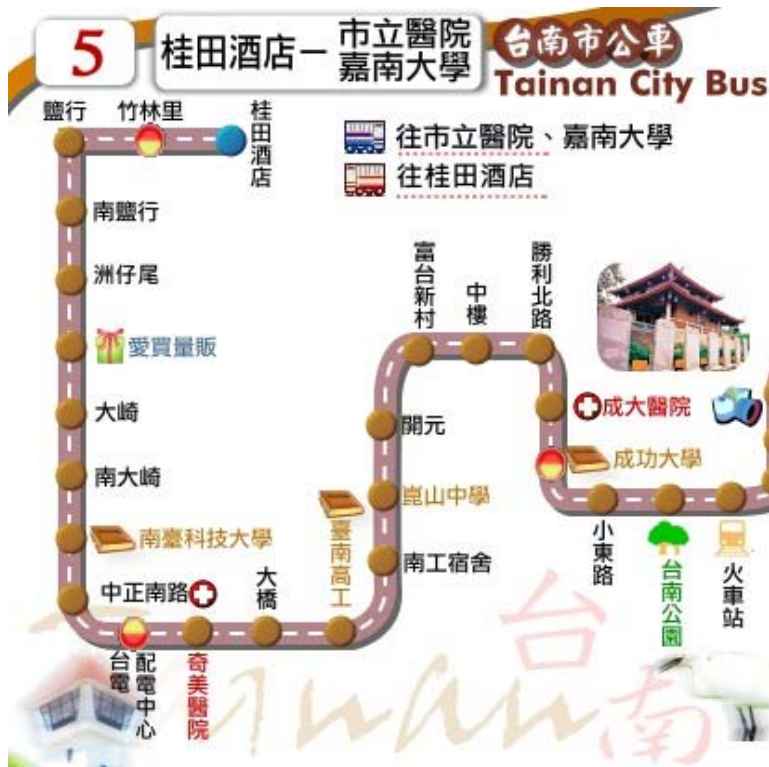 5
桂田酒店－
市立醫院
嘉南大學
台南市公車
Tainan City Bus
往市立醫院、嘉南大學
往桂田酒店
鹽行
竹林里
桂田酒店
南鹽行
洲仔尾
愛買量販
大崎
南大崎
南臺科技大學
中正南路
台電
配電中心
奇美醫院
大橋
臺南高工
南工宿舍
崑山中學
開元
富台新村
中樓
勝利北路
成大醫院
成功大學
小東路
台南公園
火車站
Tainan
台南